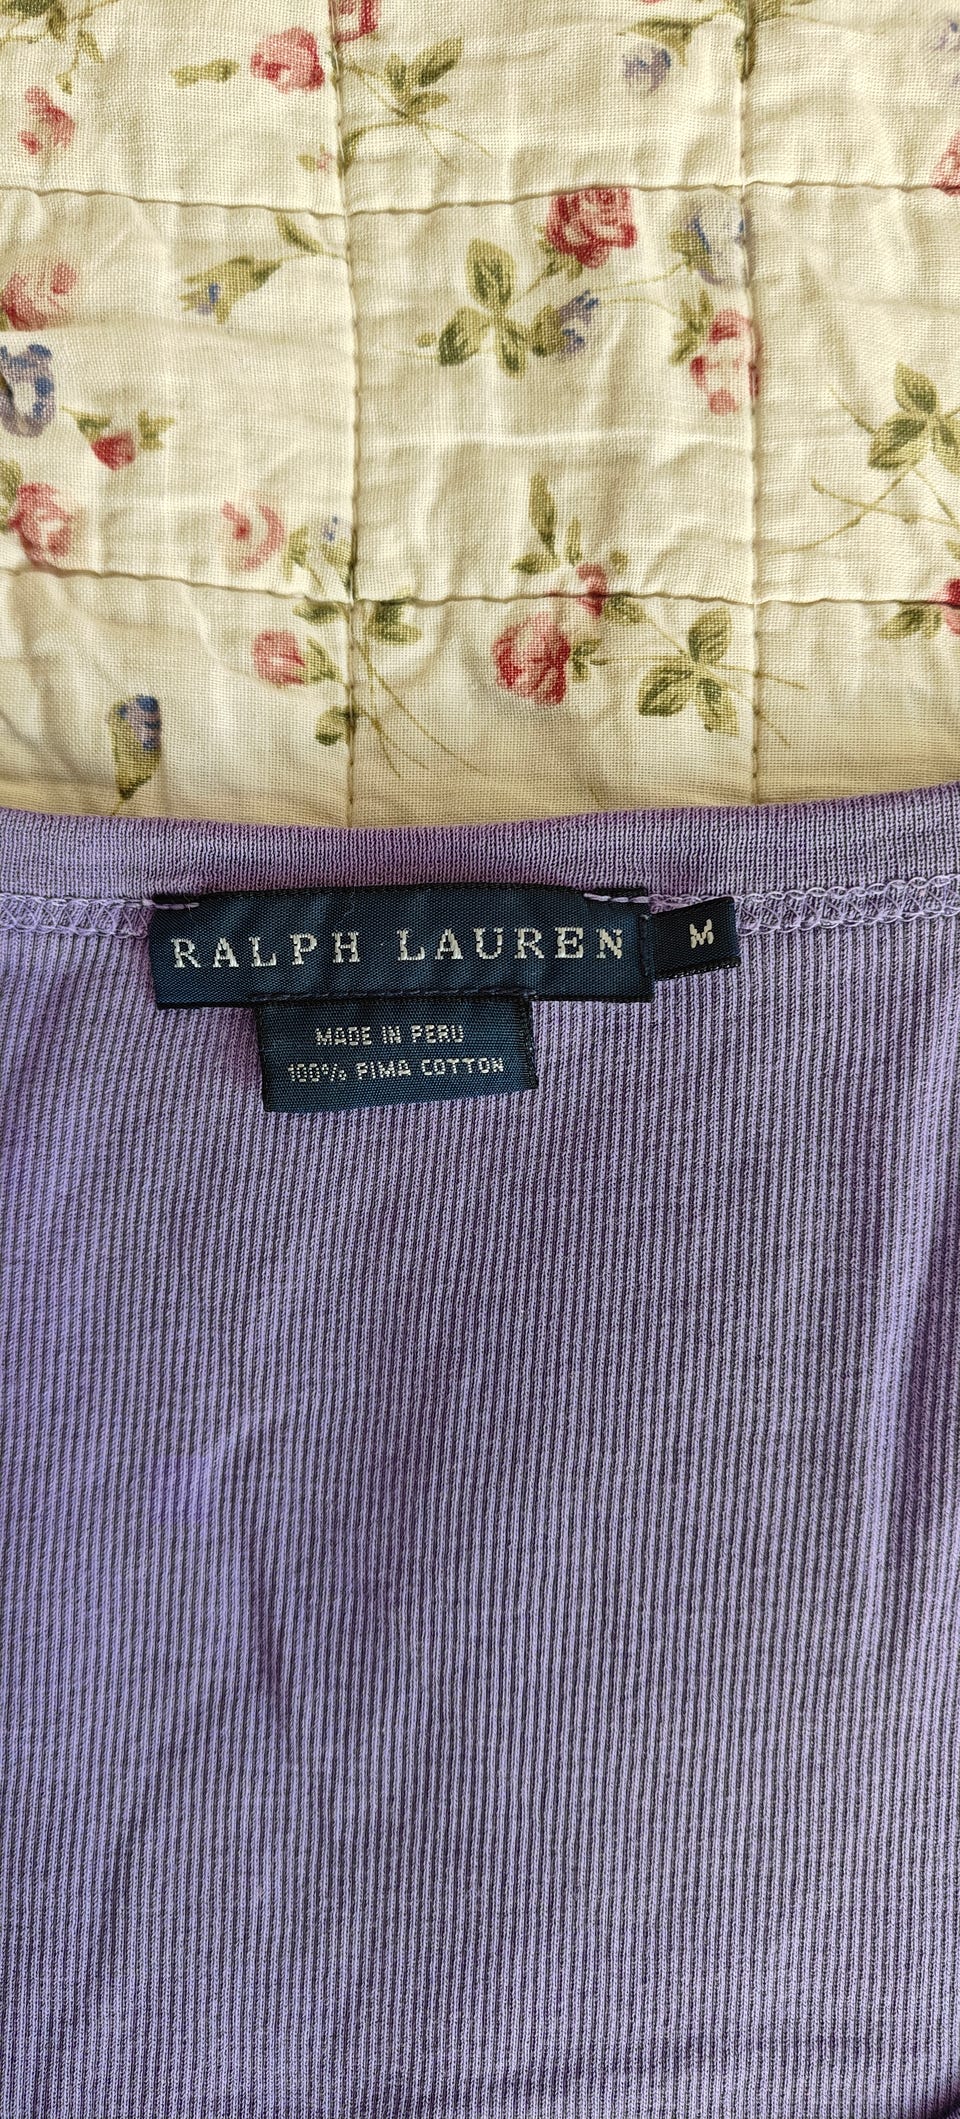 RALPH LAUREN
M
MADE IN PERU
100% PIMA COTTON